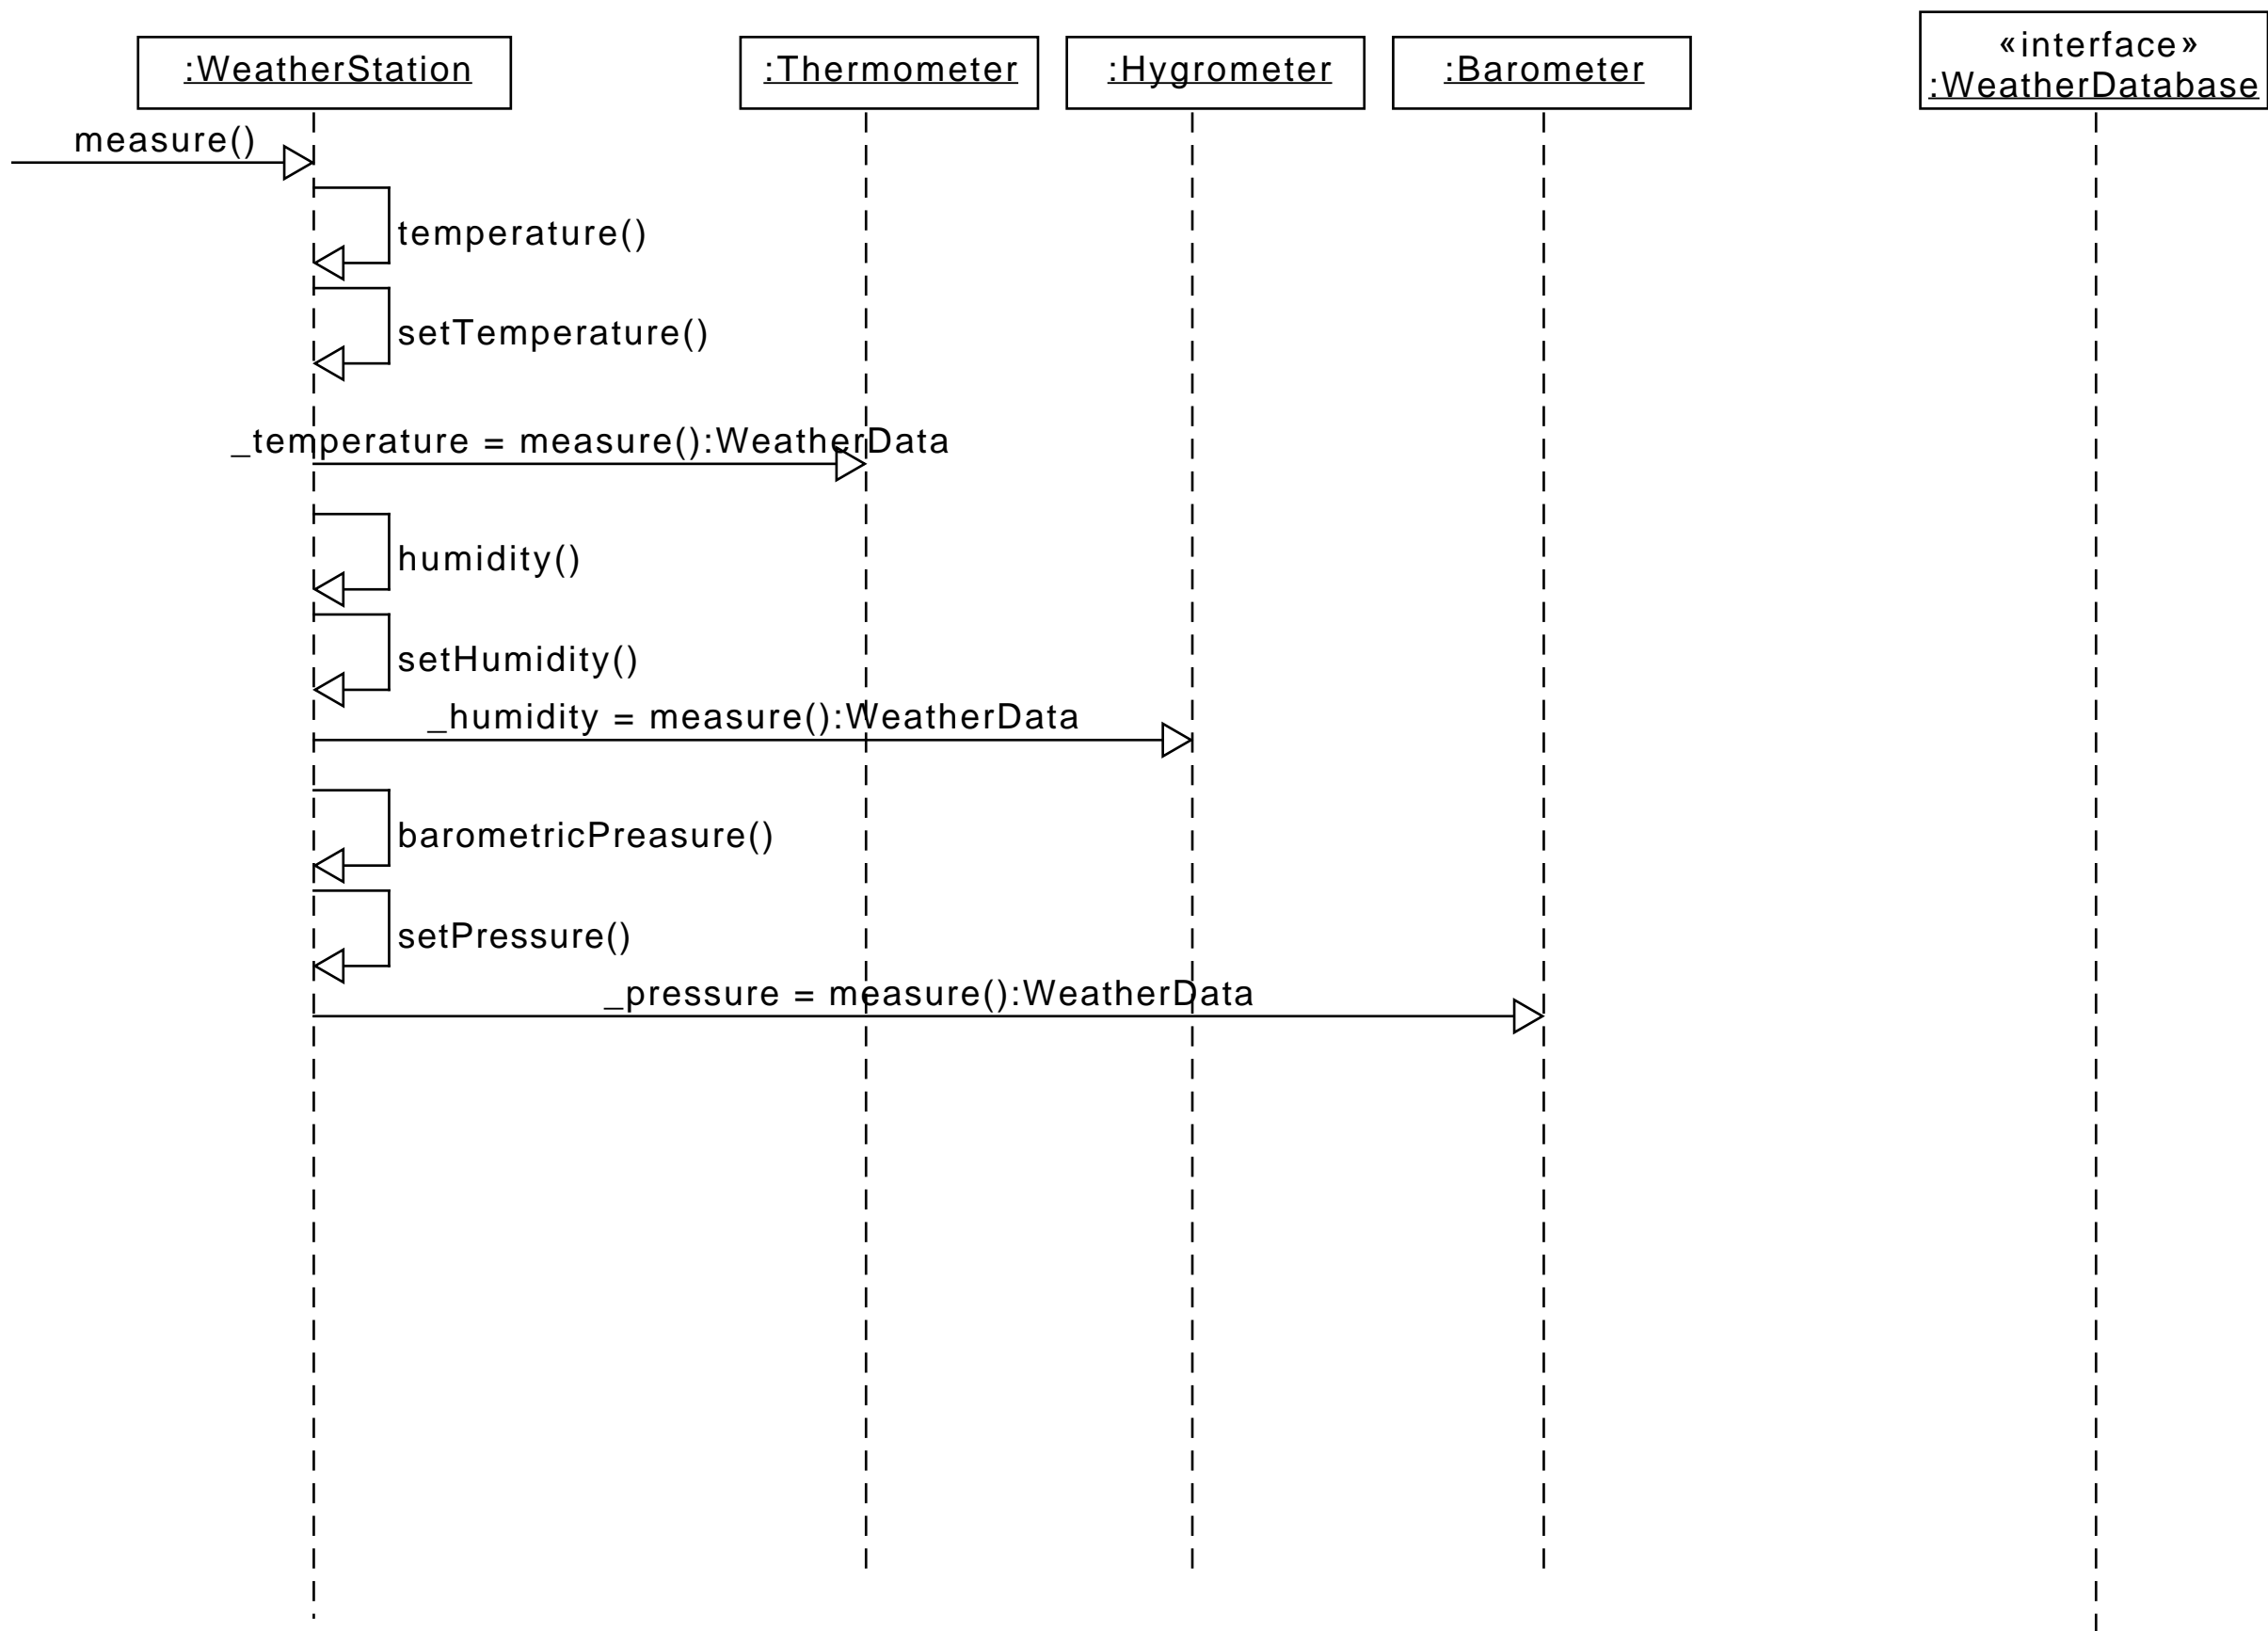 :WeatherStation
:Thermometer
:Hygrometer
:Barometer
«interface»
:WeatherDatabase
measure()
temperature()
setTemperature()
_temperature = measure():WeatherData
humidity()
setHumidity()
_humidity = measure():WeatherData
barometricPreasure()
setPressure()
_pressure = measure():WeatherData